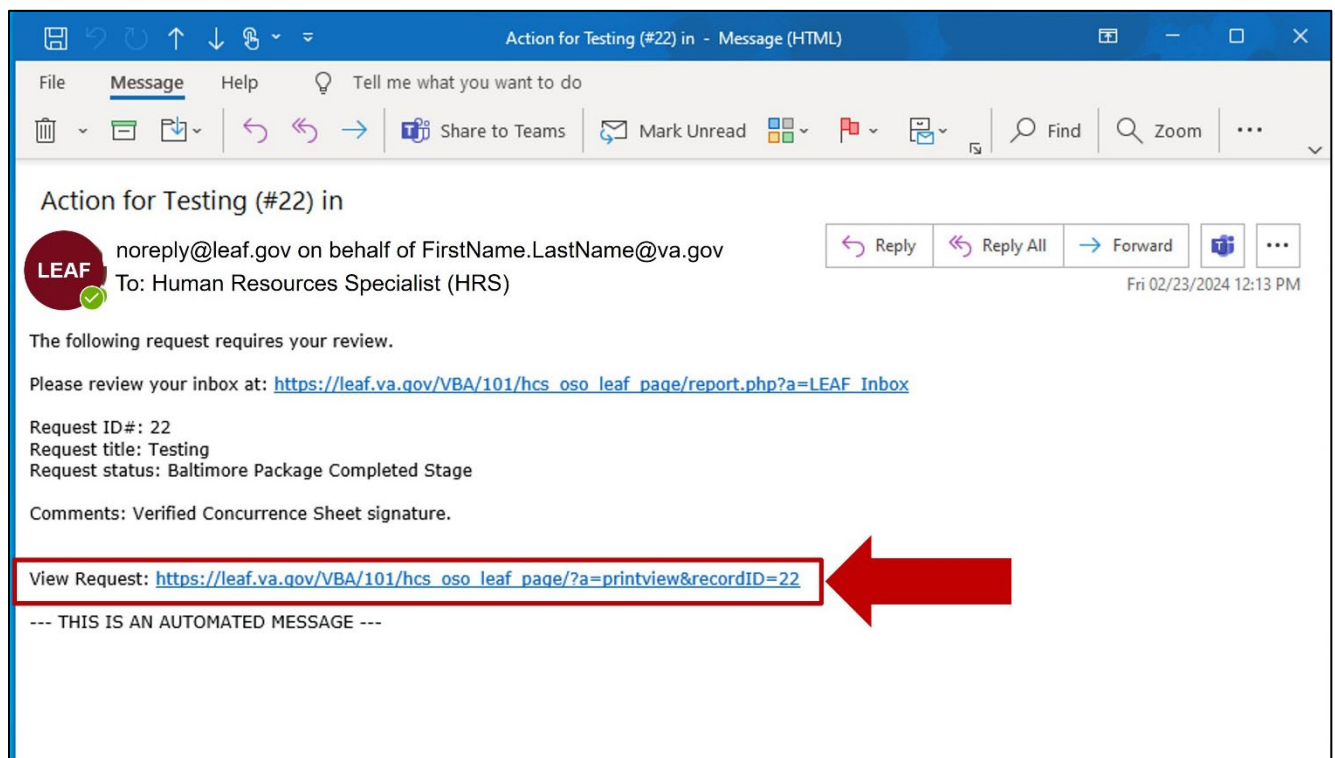 Action for Testing (#22) in - Message (HTML)
File Message Help Tell me what you want to do
Share to Teams Mark Unread Find Zoom
Action for Testing (#22) in
LEAF
noreply@leaf.gov on behalf of FirstName.LastName@va.gov
To: Human Resources Specialist (HRS)
Reply Reply All Forward
Fri 02/23/2024 12:13 PM
The following request requires your review.
Please review your inbox at: https://leaf.va.gov/VBA/101/hcs_oso_leaf_page/report.php?a=LEAF_Inbox
Request ID#: 22
Request title: Testing
Request status: Baltimore Package Completed Stage
Comments: Verified Concurrence Sheet signature.
View Request: https://leaf.va.gov/VBA/101/hcs_oso_leaf_page/?a=printview&recordID=22
--- THIS IS AN AUTOMATED MESSAGE ---